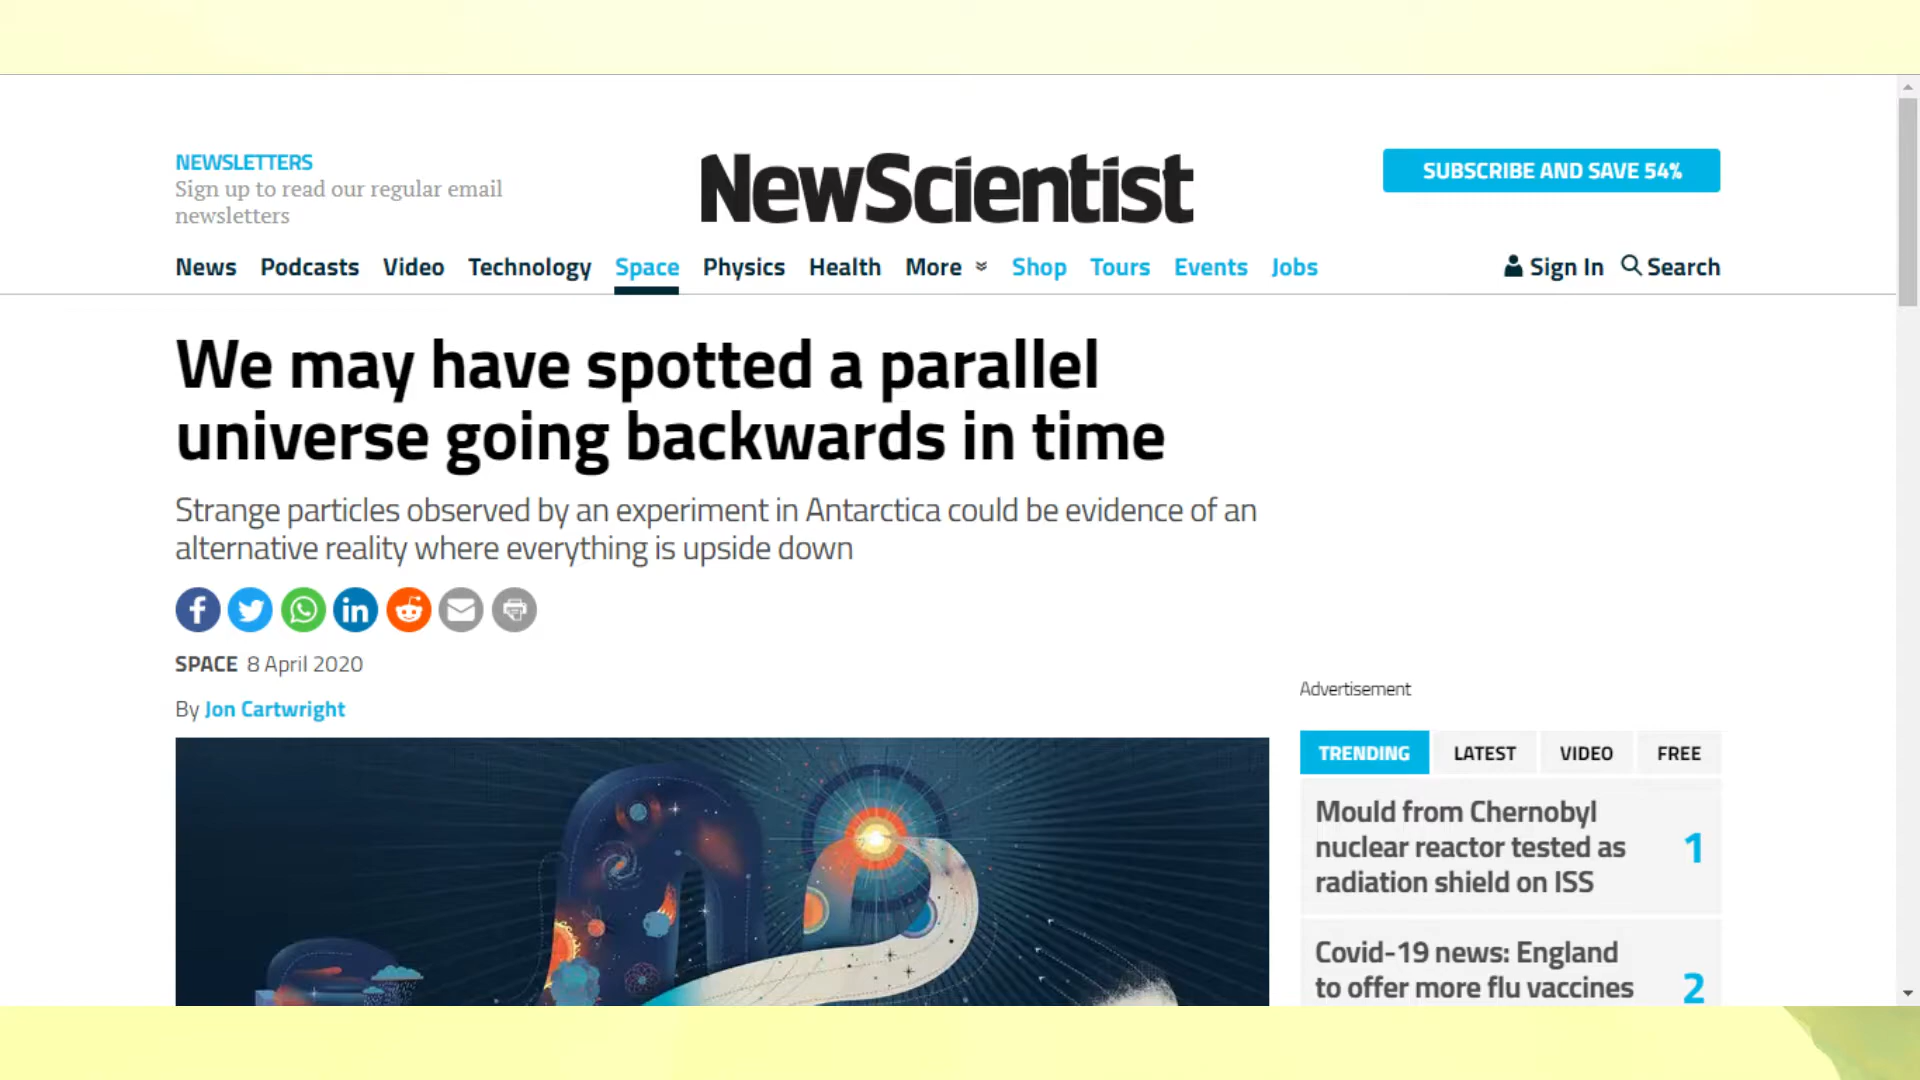 NEWSLETTERS
Sign up to read our regular email
newsletters
NewScientist
SUBSCRIBE AND SAVE 54%
News Podcasts Video Technology Space Physics Health More Shop Tours Events Jobs Sign In Search
We may have spotted a parallel
universe going backwards in time
Strange particles observed by an experiment in Antarctica could be evidence of an
alternative reality where everything is upside down
SPACE 8 April 2020
By Jon Cartwright
Advertisement
TRENDING LATEST VIDEO FREE
Mould from Chernobyl
nuclear reactor tested as
radiation shield on ISS
1
Covid-19 news: England
to offer more flu vaccines
2